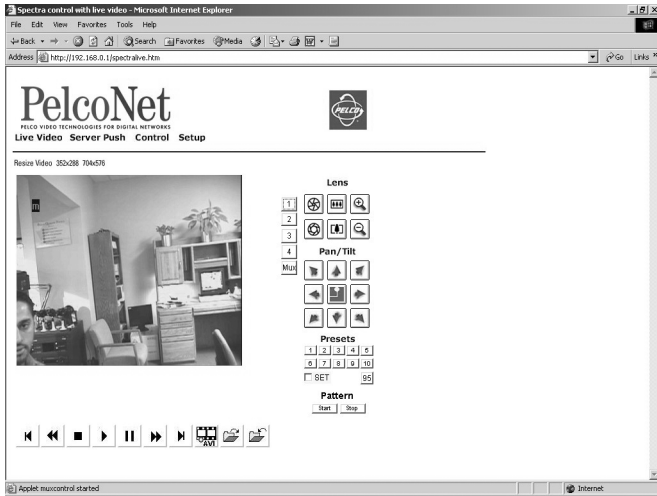 Spectra control with live video - Microsoft Internet Explorer
File Edit View Favorites Tools Help
Back Search Favorites Media
Address http://192.168.0.1/spectralive.htm Go Links »
PelcoNet
PELCO VIDEO TECHNOLOGIES FOR DIGITAL NETWORKS
PELCO
Live Video Server Push Control Setup
Resize Video 352x288 704x576
m
Lens
1
2
3
4
Mux
Pan/Tilt
Presets
1 2 3 4 5
6 7 8 9 10
SET 95
Pattern
Start Stop
AVI
Applet muxcontrol started Internet